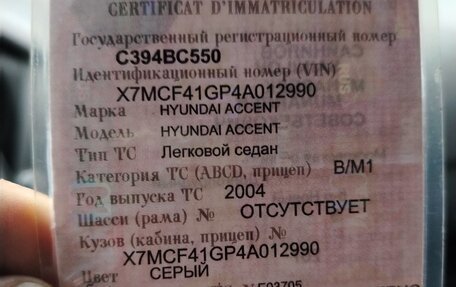 CERTIFICAT D'IMMATRICULATION
Государственный регистрационный номер
С394ВС550
Идентификационный номер (VIN)
X7MCF41GP4A012990
Марка HYUNDAI ACCENT
Модель HYUNDAI ACCENT
Тип ТС Легковой седан
Категория ТС (ABCD, прицеп) B/M1
Год выпуска ТС 2004
Шасси (рама) № ОТСУТСТВУЕТ
Кузов (кабина, прицеп) №
X7MCF41GP4A012990
Цвет СЕРЫЙ